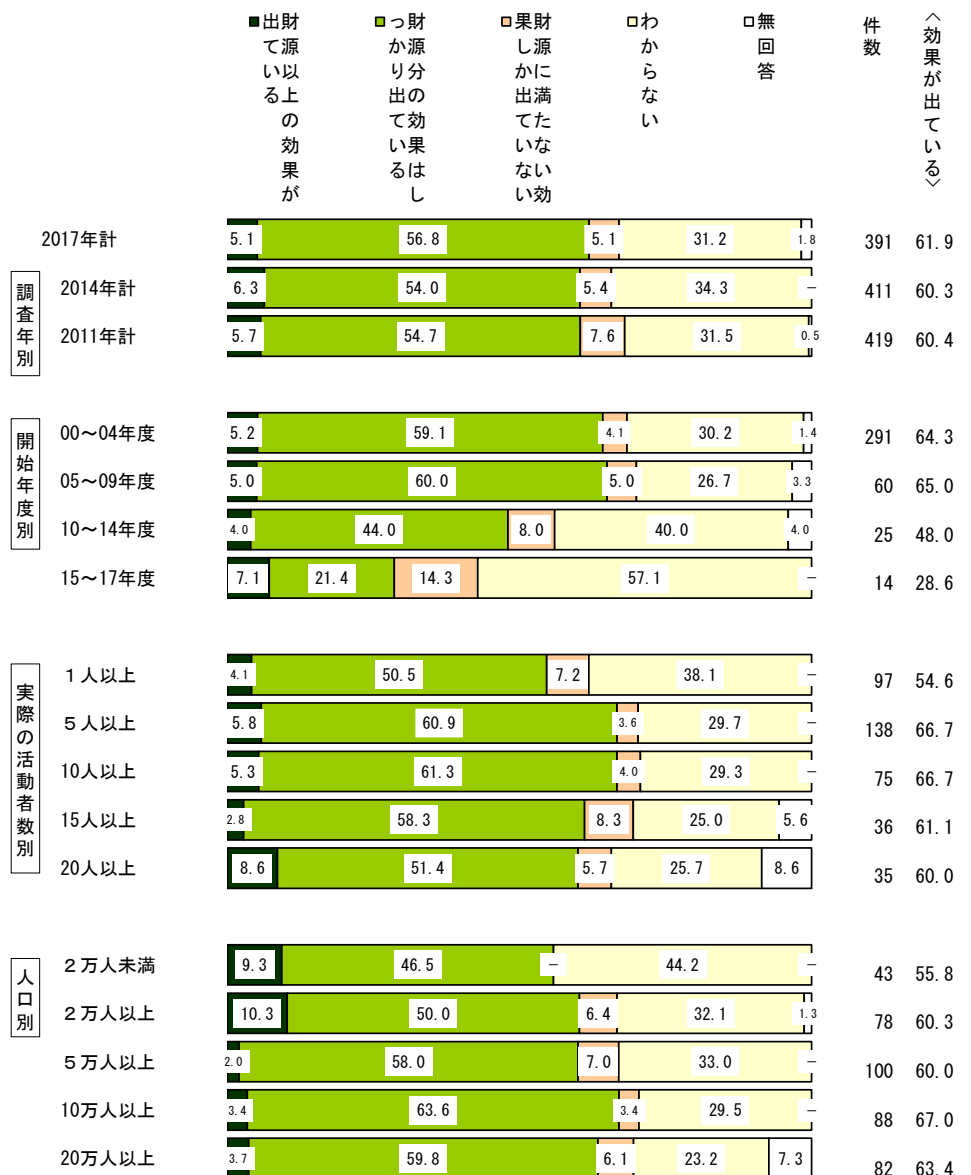 ■財源以上の効果が
出ている
■財源分の効果はし
っかり出ている
■財源に満たない効
果しか出ていない
□わからない
□無回答
件数
〈効果が出ている〉
2017年計 5.1 56.8 5.1 31.2 1.8 391 61.9
調査年別
2014年計 6.3 54.0 5.4 34.3 － 411 60.3
2011年計 5.7 54.7 7.6 31.5 0.5 419 60.4
開始年度別
00～04年度 5.2 59.1 4.1 30.2 1.4 291 64.3
05～09年度 5.0 60.0 5.0 26.7 3.3 60 65.0
10～14年度 4.0 44.0 8.0 40.0 4.0 25 48.0
15～17年度 7.1 21.4 14.3 57.1 － 14 28.6
実際の活動者数別
１人以上 4.1 50.5 7.2 38.1 － 97 54.6
５人以上 5.8 60.9 3.6 29.7 － 138 66.7
10人以上 5.3 61.3 4.0 29.3 － 75 66.7
15人以上 2.8 58.3 8.3 25.0 5.6 36 61.1
20人以上 8.6 51.4 5.7 25.7 8.6 35 60.0
人口別
２万人未満 9.3 46.5 － 44.2 － 43 55.8
２万人以上 10.3 50.0 6.4 32.1 1.3 78 60.3
５万人以上 2.0 58.0 7.0 33.0 － 100 60.0
10万人以上 3.4 63.6 3.4 29.5 － 88 67.0
20万人以上 3.7 59.8 6.1 23.2 7.3 82 63.4